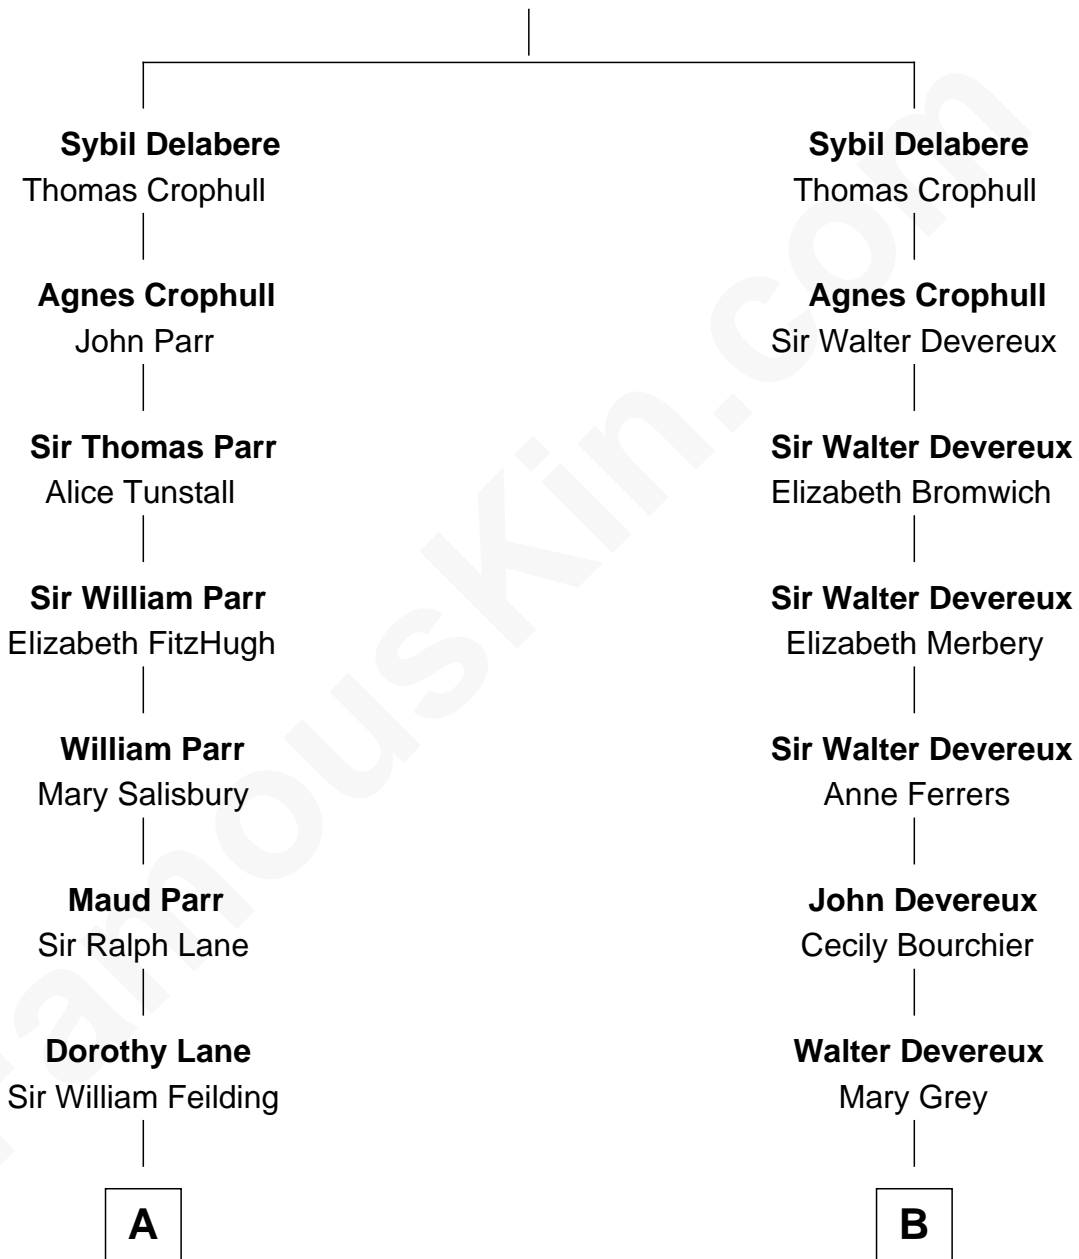 Sybil Delabere
Thomas Crophull
Agnes Crophull
John Parr
Sir Thomas Parr
Alice Tunstall
Sir William Parr
Elizabeth FitzHugh
William Parr
Mary Salisbury
Maud Parr
Sir Ralph Lane
Dorothy Lane
Sir William Feilding
A
Sybil Delabere
Thomas Crophull
Agnes Crophull
Sir Walter Devereux
Sir Walter Devereux
Elizabeth Bromwich
Sir Walter Devereux
Elizabeth Merbery
Sir Walter Devereux
Anne Ferrers
John Devereux
Cecily Bourchier
Walter Devereux
Mary Grey
B
FamousKin.com